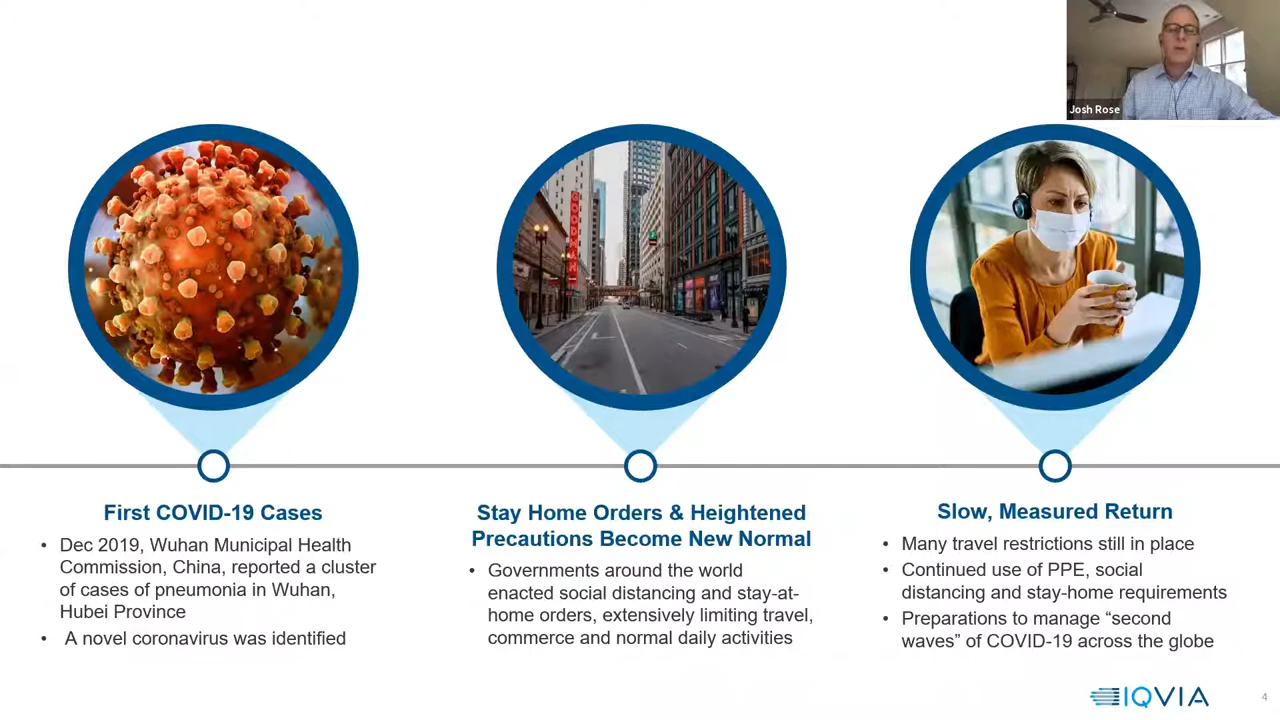 Josh Rose
First COVID-19 Cases
• Dec 2019, Wuhan Municipal Health
Commission, China, reported a cluster
of cases of pneumonia in Wuhan,
Hubei Province
• A novel coronavirus was identified
Stay Home Orders & Heightened
Precautions Become New Normal
• Governments around the world
enacted social distancing and stay-at-
home orders, extensively limiting travel,
commerce and normal daily activities
Slow, Measured Return
• Many travel restrictions still in place
• Continued use of PPE, social
distancing and stay-home requirements
• Preparations to manage “second
waves” of COVID-19 across the globe
IQVIA
4